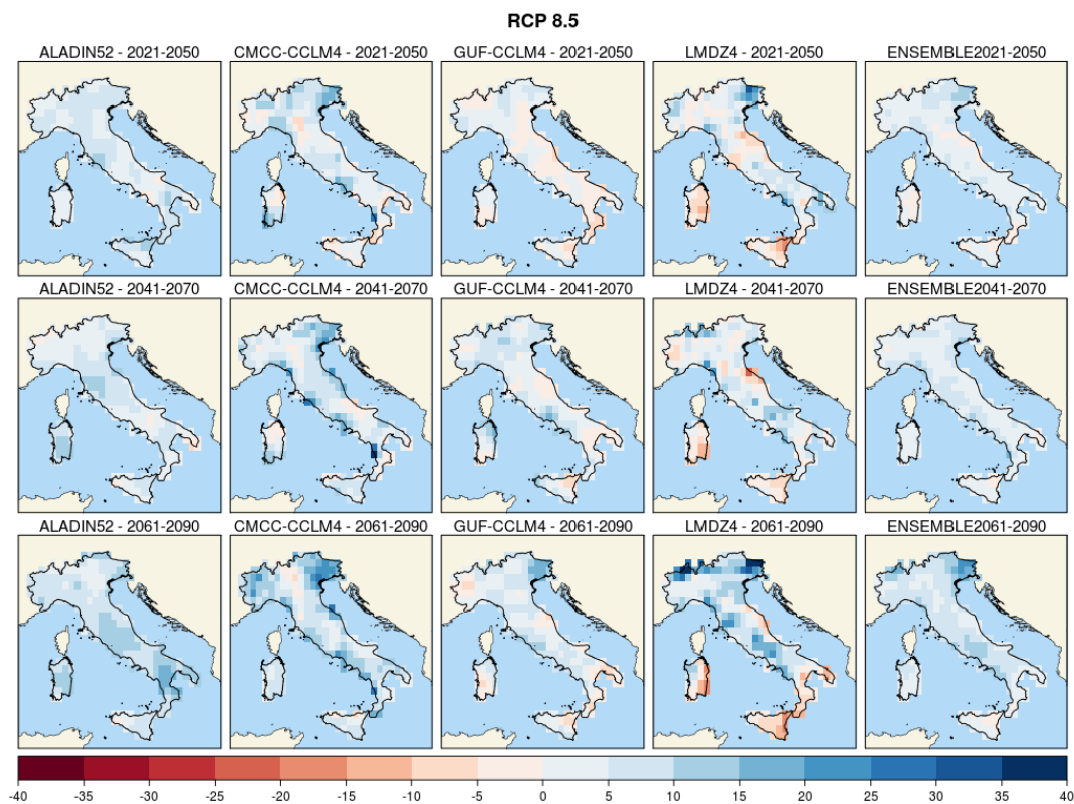 RCP 8.5
ALADIN52 - 2021-2050 CMCC-CCLM4 - 2021-2050 GUF-CCLM4 - 2021-2050 LMDZ4 - 2021-2050 ENSEMBLE2021-2050
ALADIN52 - 2041-2070 CMCC-CCLM4 - 2041-2070 GUF-CCLM4 - 2041-2070 LMDZ4 - 2041-2070 ENSEMBLE2041-2070
ALADIN52 - 2061-2090 CMCC-CCLM4 - 2061-2090 GUF-CCLM4 - 2061-2090 LMDZ4 - 2061-2090 ENSEMBLE2061-2090
-40 -35 -30 -25 -20 -15 -10 -5 0 5 10 15 20 25 30 35 40